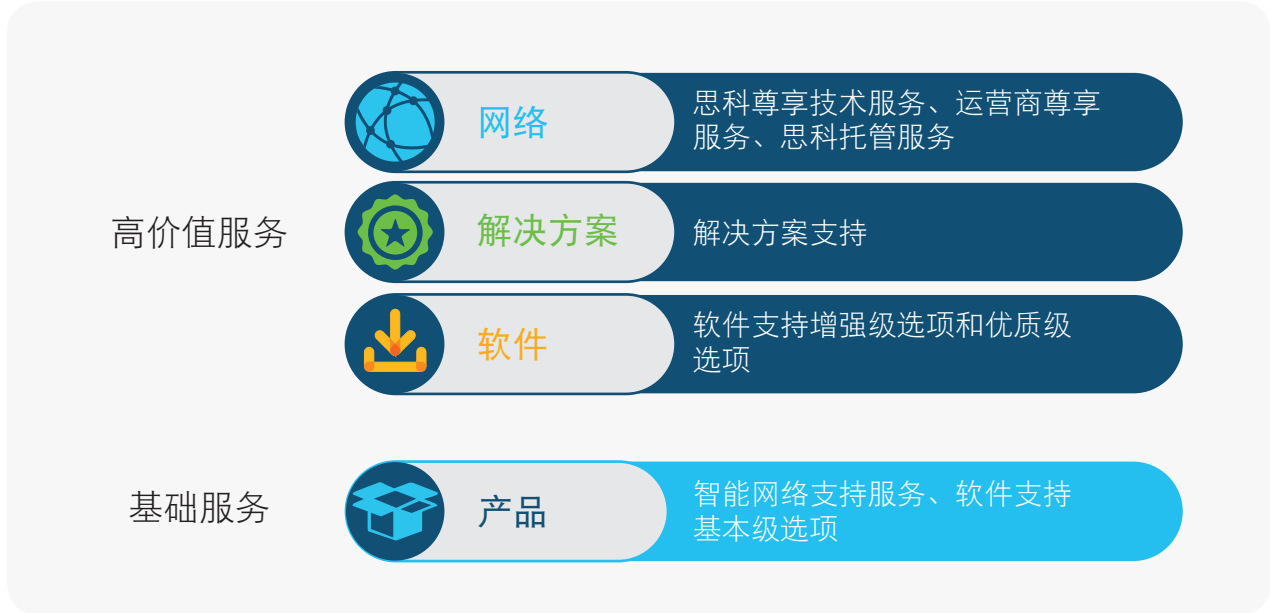 高价值服务
网络
思科尊享技术服务、运营商尊享
服务、思科托管服务
解决方案
解决方案支持
软件
软件支持增强级选项和优质级
选项
基础服务
产品
智能网络支持服务、软件支持
基本级选项